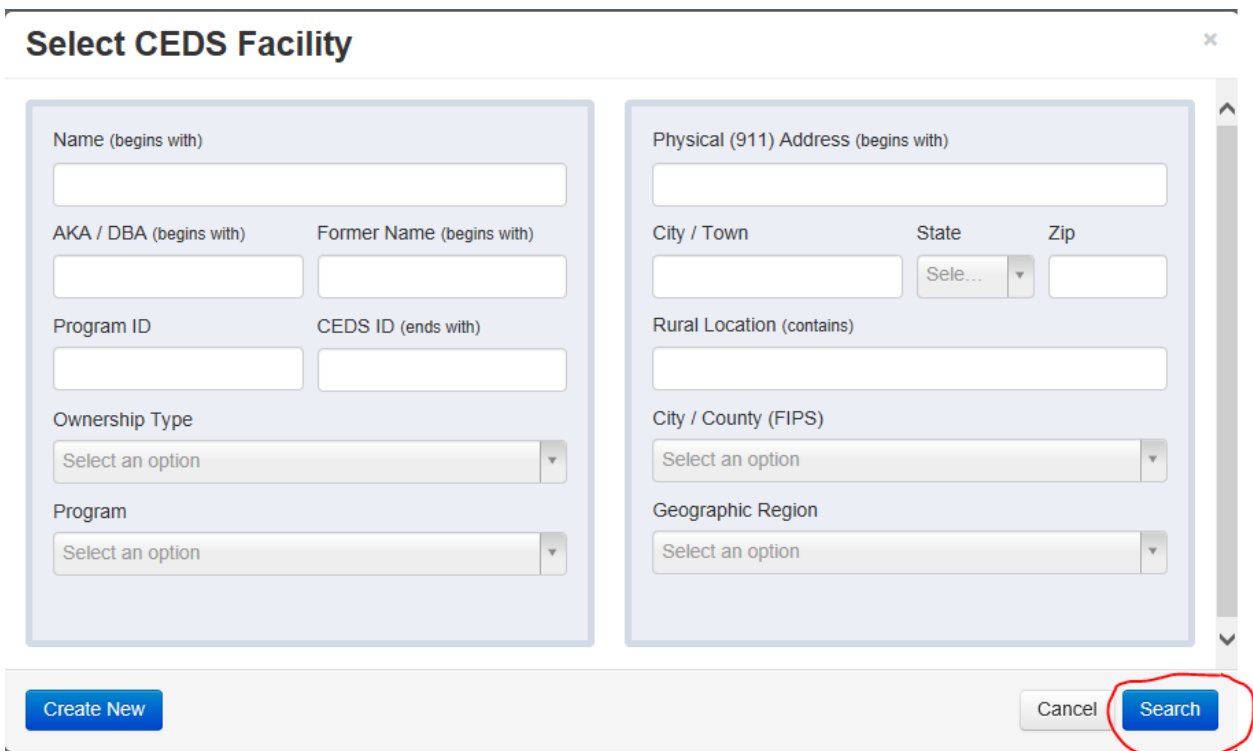 Select CEDS Facility
×
Name (begins with)
AKA / DBA (begins with) Former Name (begins with)
Program ID CEDS ID (ends with)
Ownership Type
Select an option
Program
Select an option
Physical (911) Address (begins with)
City / Town State Zip
Sele...
Rural Location (contains)
City / County (FIPS)
Select an option
Geographic Region
Select an option
Create New Cancel Search